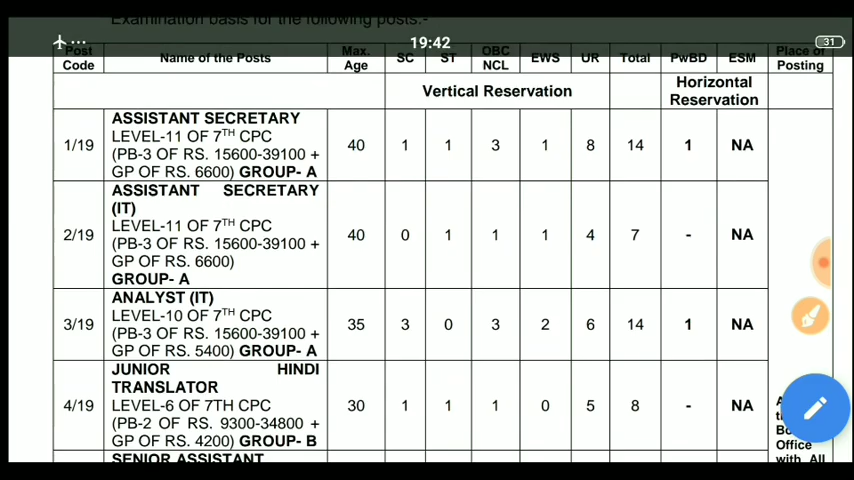 Examination basis for the following posts:-
19:42
31
Post Code Name of the Posts Max. Age SC ST OBC NCL EWS UR Total PwBD ESM Place of Posting
Vertical Reservation Horizontal Reservation
1/19 ASSISTANT SECRETARY
LEVEL-11 OF 7TH CPC
(PB-3 OF RS. 15600-39100 +
GP OF RS. 6600) GROUP- A
40 1 1 3 1 8 14 1 NA
2/19 ASSISTANT SECRETARY
(IT)
LEVEL-11 OF 7TH CPC
(PB-3 OF RS. 15600-39100 +
GP OF RS. 6600)
GROUP- A
40 0 1 1 1 4 7 - NA
3/19 ANALYST (IT)
LEVEL-10 OF 7TH CPC
(PB-3 OF RS. 15600-39100 +
GP OF RS. 5400) GROUP- A
35 3 0 3 2 6 14 1 NA
4/19 JUNIOR HINDI
TRANSLATOR
LEVEL-6 OF 7TH CPC
(PB-2 OF RS. 9300-34800 +
GP OF RS. 4200) GROUP- B
30 1 1 1 0 5 8 - NA
Office
with All
SENIOR ASSISTANT